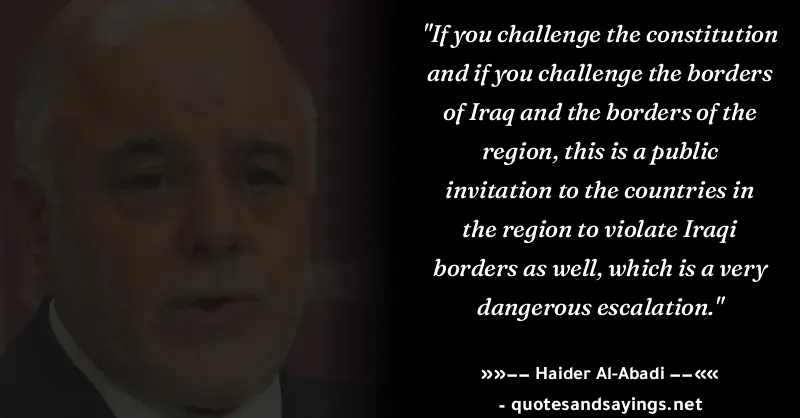 "If you challenge the constitution
and if you challenge the borders
of Iraq and the borders of the
region, this is a public
invitation to the countries in
the region to violate Iraqi
borders as well, which is a very
dangerous escalation."
»»-- Haider Al-Abadi --««
- quotesandsayings.net